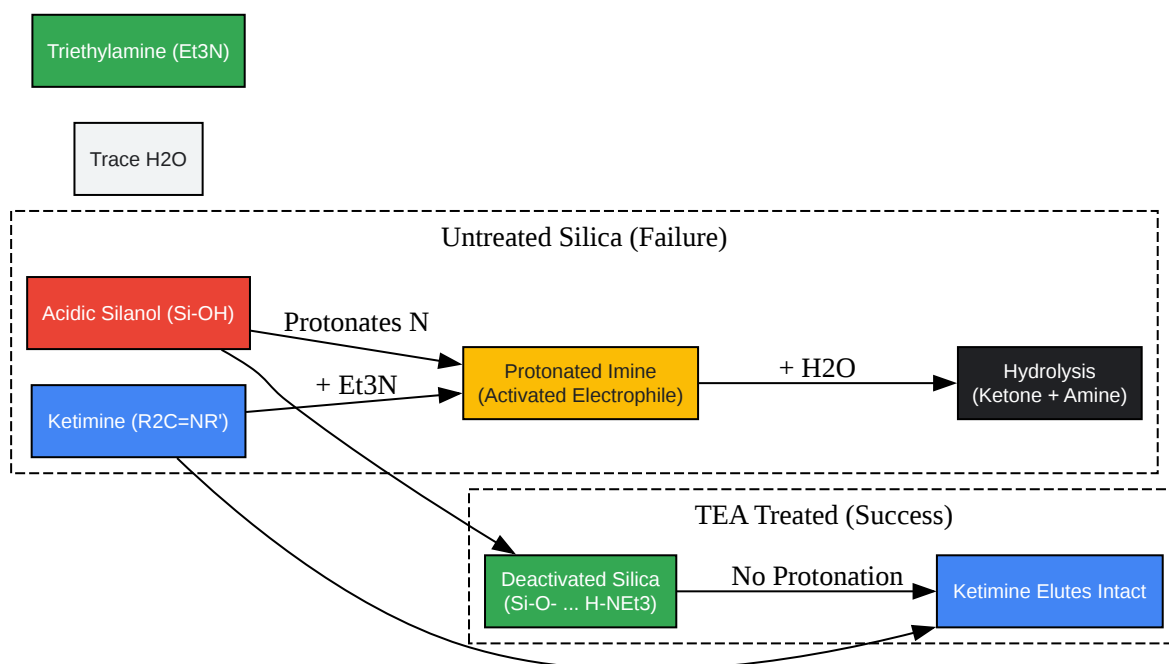 Triethylamine (Et3N)
Trace H2O
Untreated Silica (Failure)
Acidic Silanol (Si-OH)
Protonates N
+ Et3N
Ketimine (R2C=NR')
Protonated Imine
(Activated Electrophile)
+ H2O
Hydrolysis
(Ketone + Amine)
TEA Treated (Success)
Deactivated Silica
(Si-O- ... H-NEt3)
No Protonation
Ketimine Elutes Intact